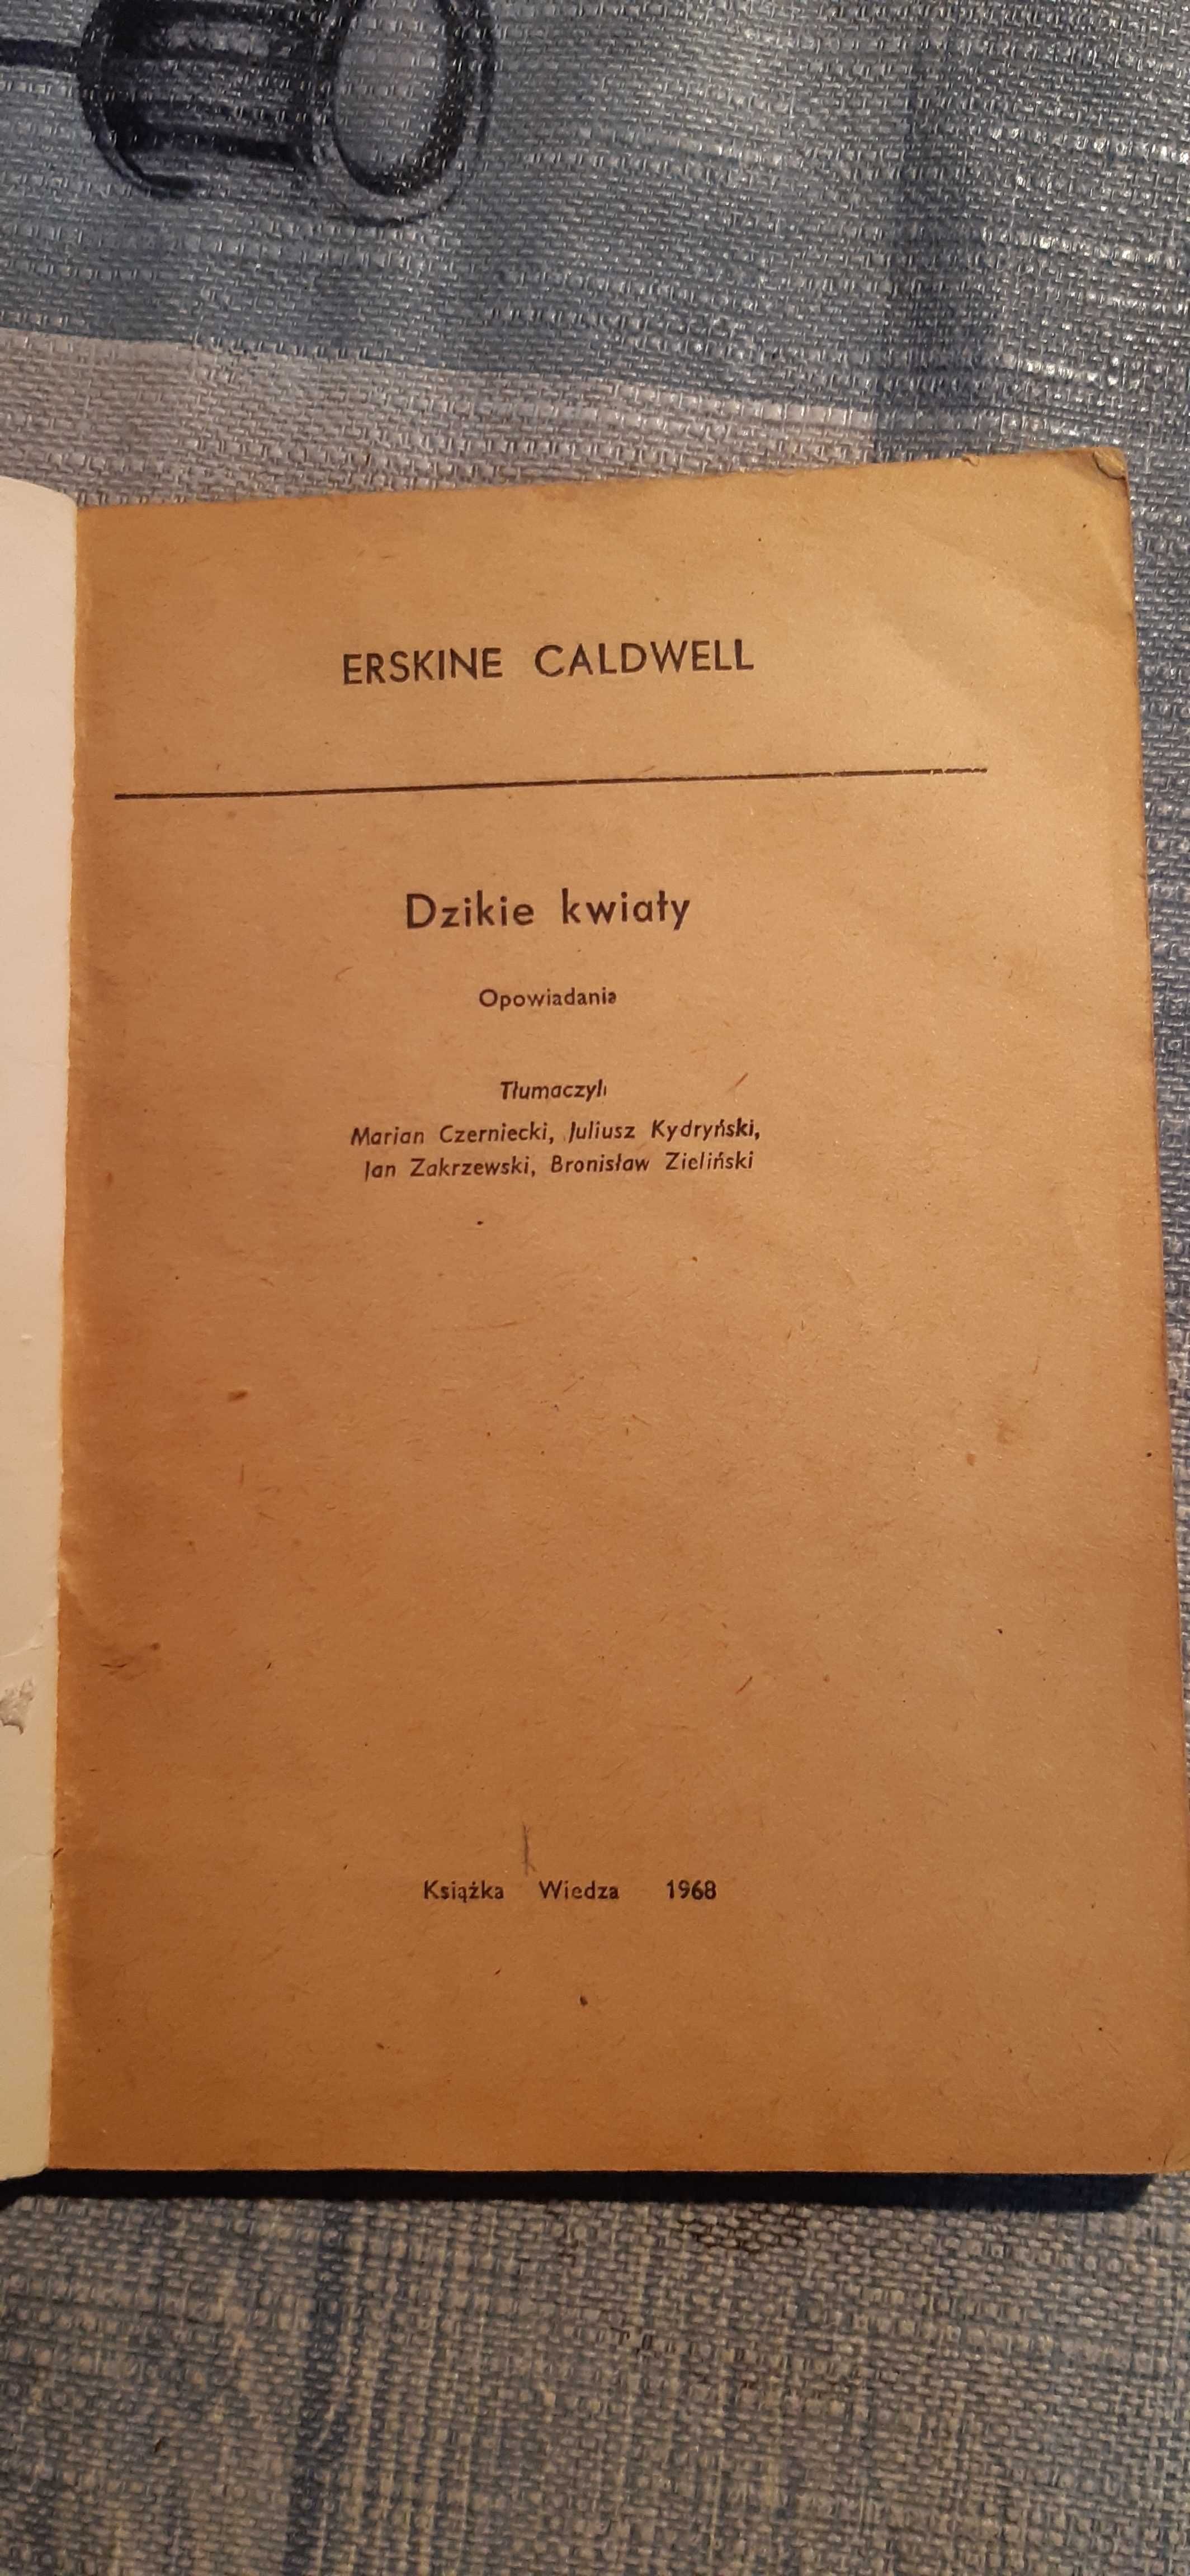 ERSKINE CALDWELL
Dzikie kwiaty
Opowiadania
Tłumaczyli
Marian Czerniecki, Juliusz Kydryński,
Jan Zakrzewski, Bronisław Zieliński
Książka Wiedza 1968